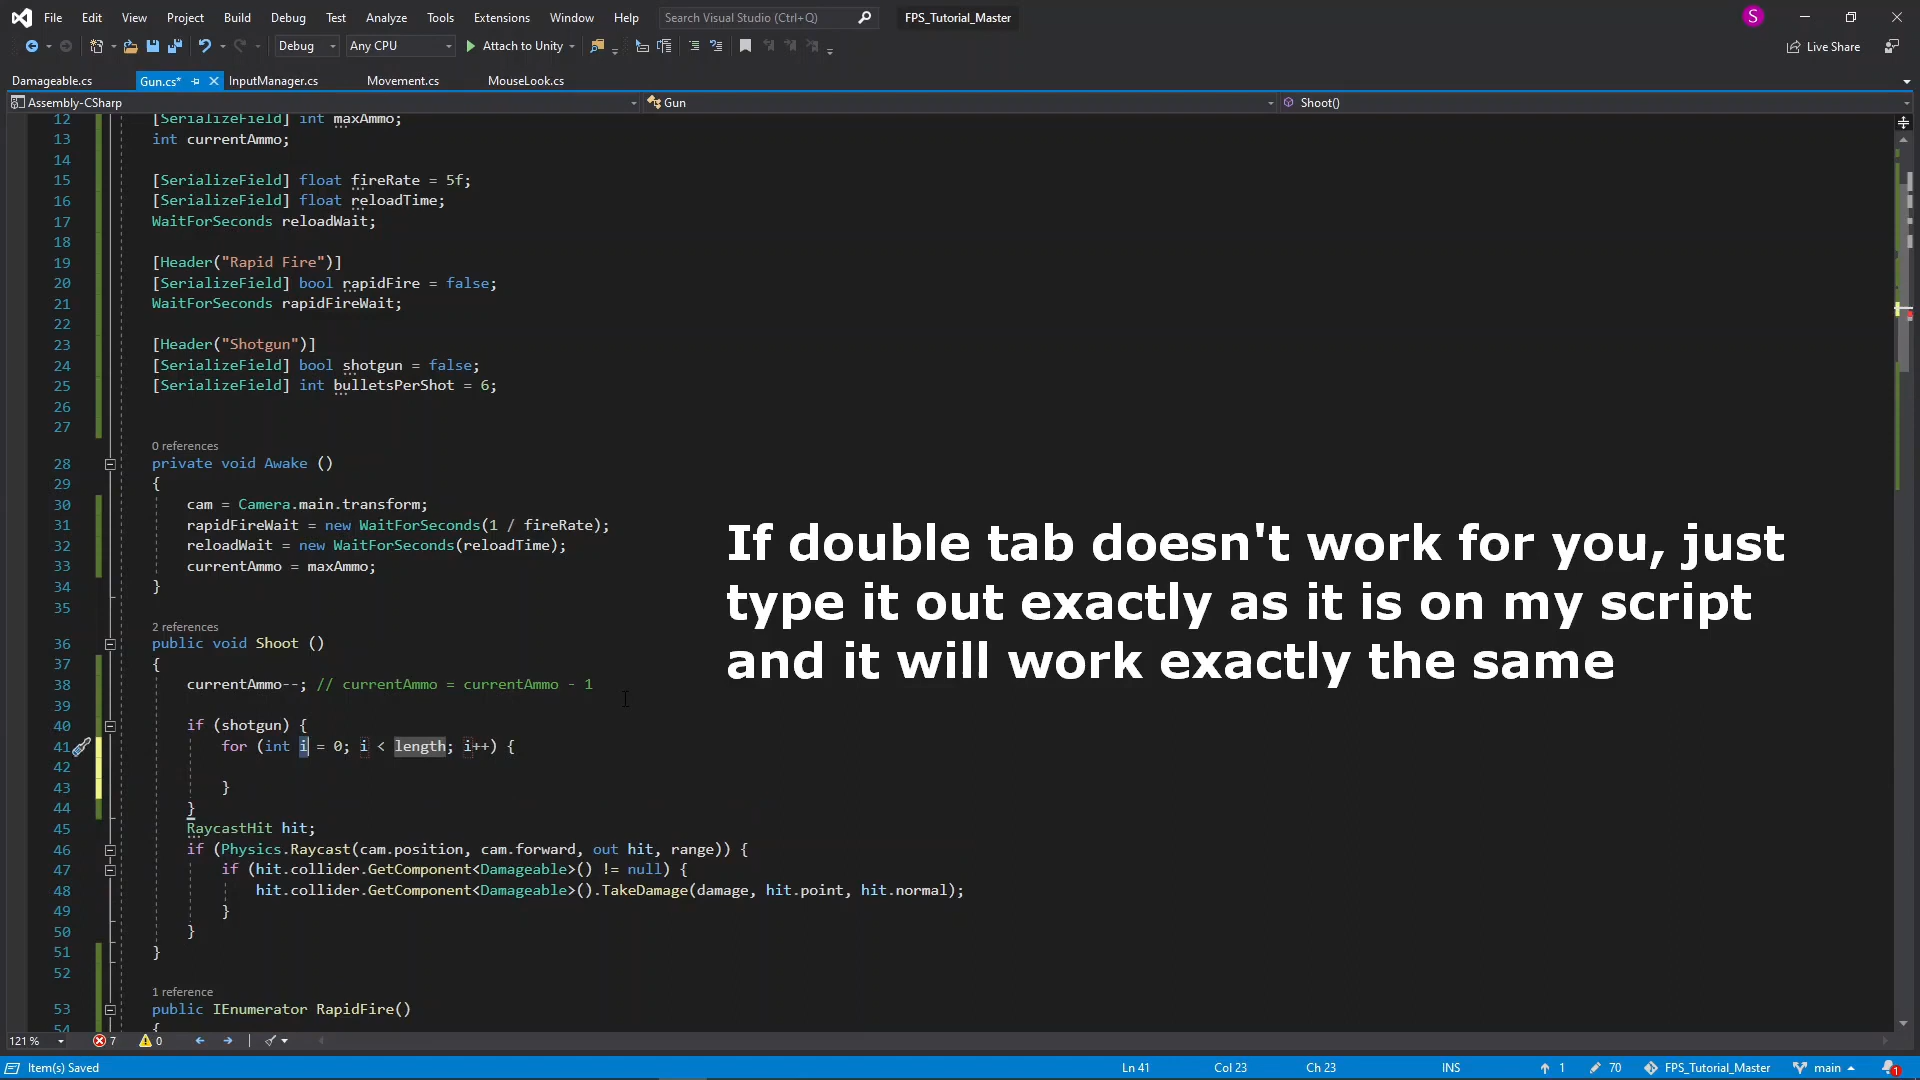 File Edit View Project Build Debug Test Analyze Tools Extensions Window Help Search Visual Studio (Ctrl+Q) FPS_Tutorial_Master S
Debug Any CPU Attach to Unity Live Share
Damageable.cs Gun.cs* InputManager.cs Movement.cs MouseLook.cs
Assembly-CSharp Gun Shoot()
12 [SerializeField] int maxAmmo;
13 int currentAmmo;
14
15 [SerializeField] float fireRate = 5f;
16 [SerializeField] float reloadTime;
17 WaitForSeconds reloadWait;
18
19 [Header("Rapid Fire")]
20 [SerializeField] bool rapidFire = false;
21 WaitForSeconds rapidFireWait;
22
23 [Header("Shotgun")]
24 [SerializeField] bool shotgun = false;
25 [SerializeField] int bulletsPerShot = 6;
26
27
0 references
28 private void Awake ()
29 {
30 cam = Camera.main.transform;
31 rapidFireWait = new WaitForSeconds(1 / fireRate);
32 reloadWait = new WaitForSeconds(reloadTime);
33 currentAmmo = maxAmmo;
34 }
35
2 references
36 public void Shoot ()
37 {
38 currentAmmo--; // currentAmmo = currentAmmo - 1
39
40 if (shotgun) {
41 for (int i = 0; i < length; i++) {
42
43 }
44 }
45 RaycastHit hit;
46 if (Physics.Raycast(cam.position, cam.forward, out hit, range)) {
47 if (hit.collider.GetComponent<Damageable>() != null) {
48 hit.collider.GetComponent<Damageable>().TakeDamage(damage, hit.point, hit.normal);
49 }
50 }
51 }
52
1 reference
53 public IEnumerator RapidFire()
54 {
If double tab doesn't work for you, just
type it out exactly as it is on my script
and it will work exactly the same
121 % 7 0
Item(s) Saved Ln 41 Col 23 Ch 23 INS 1 70 FPS_Tutorial_Master main 1